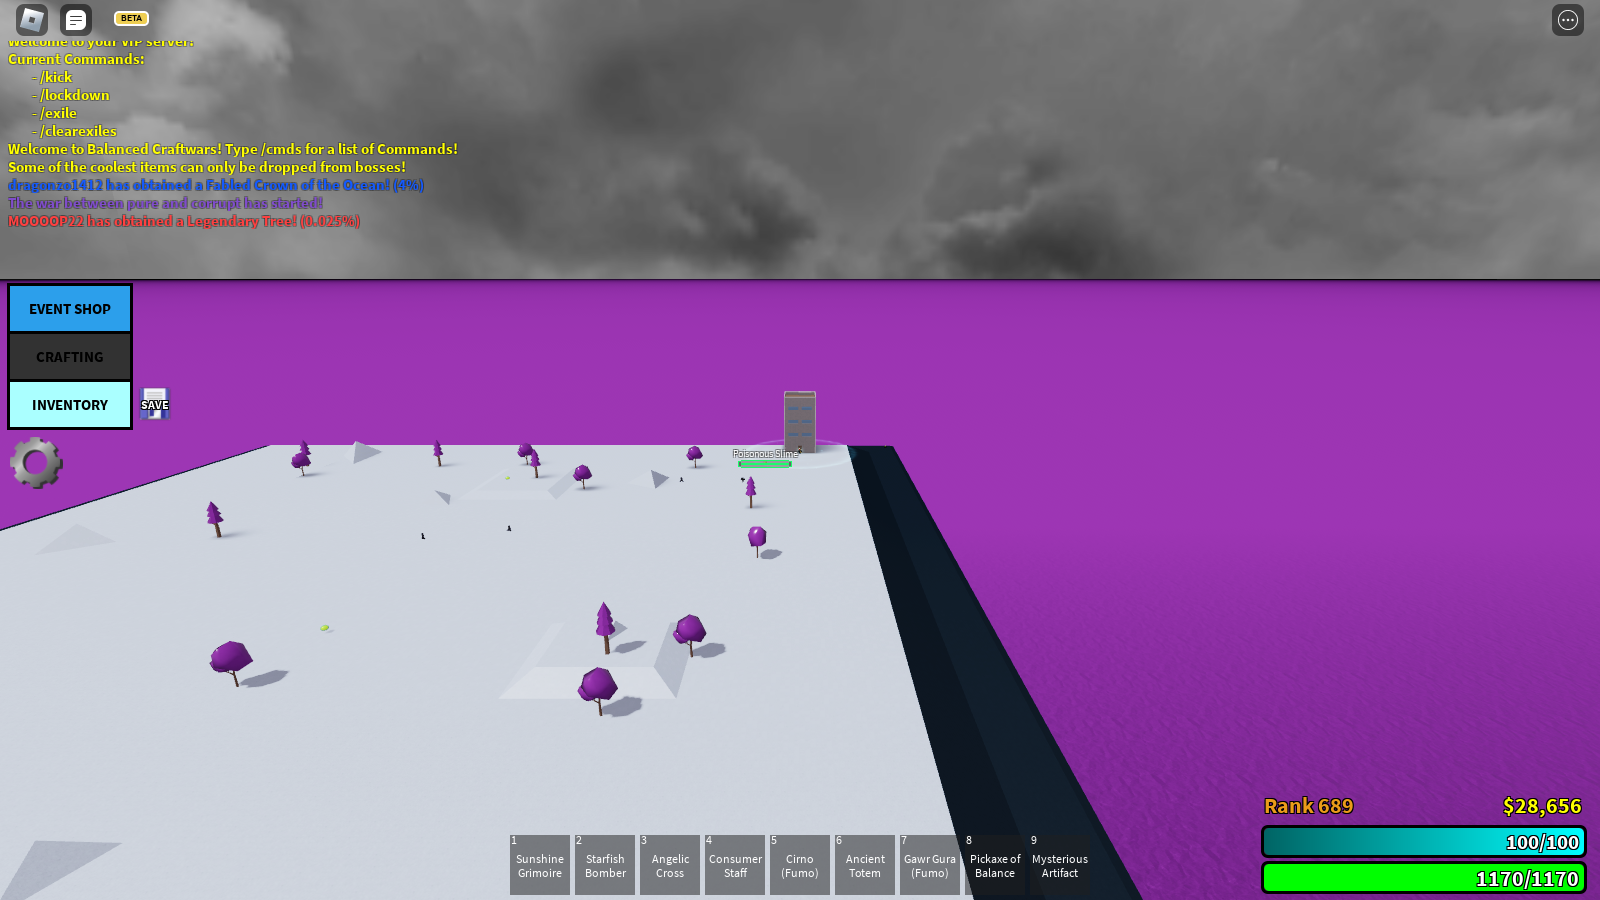 BETA
Welcome to your VIP server!
Current Commands:
- /kick
- /lockdown
- /exile
- /clearexiles
Welcome to Balanced Craftwars! Type /cmds for a list of Commands!
Some of the coolest items can only be dropped from bosses!
dragonzo1412 has obtained a Fabled Crown of the Ocean! (4%)
The war between pure and corrupt has started!
MOOOOP22 has obtained a Legendary Tree! (0.025%)
EVENT SHOP
CRAFTING
INVENTORY
SAVE
Poisonous Slime
Rank 689
$28,656
100/100
1170/1170
1
Sunshine
Grimoire
2
Starfish
Bomber
3
Angelic
Cross
4
Consumer
Staff
5
Cirno
(Fumo)
6
Ancient
Totem
7
Gawr Gura
(Fumo)
8
Pickaxe of
Balance
9
Mysterious
Artifact